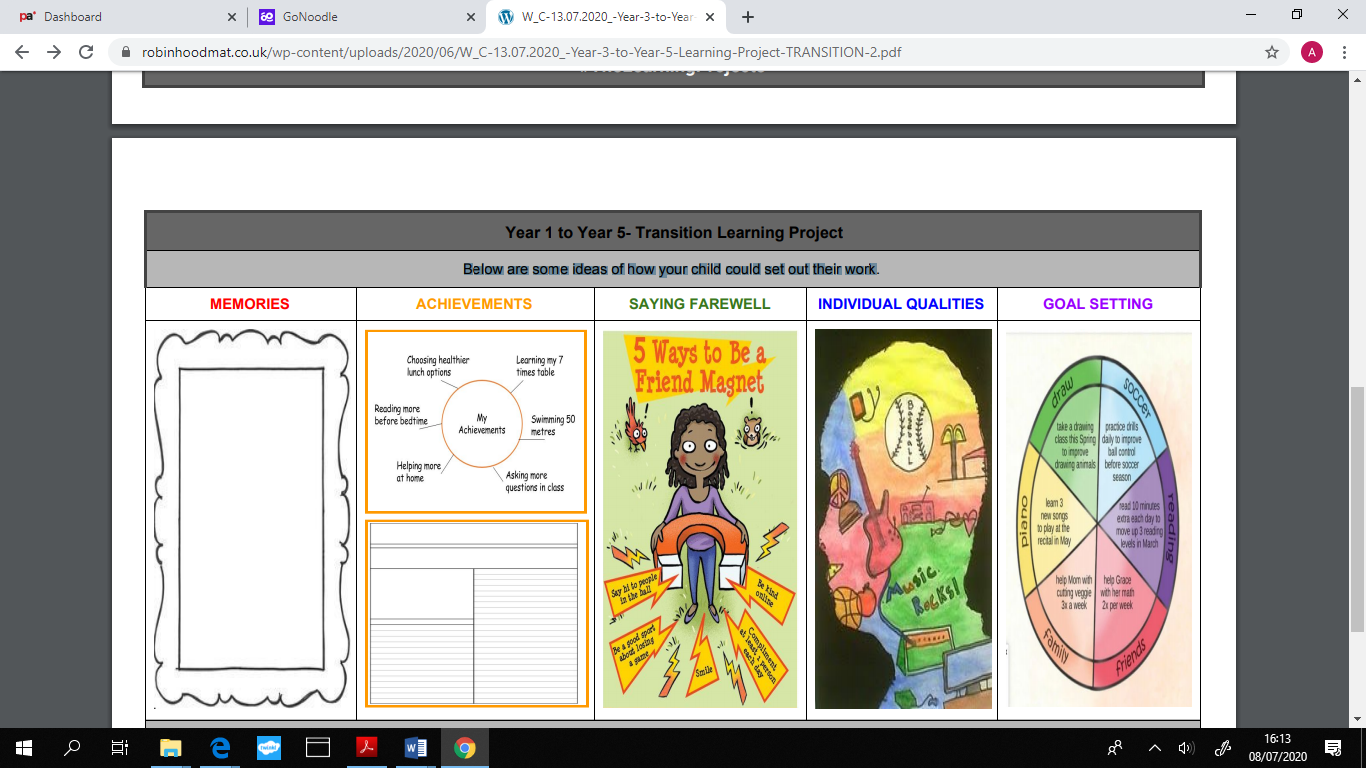 Dashboard
GoNoodle
W_C-13.07.2020_-Year-3-to-Year-
robinhoodmat.co.uk/wp-content/uploads/2020/06/W_C-13.07.2020_-Year-3-to-Year-5-Learning-Project-TRANSITION-2.pdf
A
Year 1 to Year 5- Transition Learning Project
Below are some ideas of how your child could set out their work.
MEMORIES
ACHIEVEMENTS
SAYING FAREWELL
INDIVIDUAL QUALITIES
GOAL SETTING
Choosing healthier
lunch options
Learning my 7
times table
Reading more
before bedtime
My
Achievements
Swimming 50
metres
Helping more
at home
Asking more
questions in class
5 Ways to Be a
Friend Magnet
Say hi to people
in the hall
Be kind
online
Be a good sport
about losing
a game
Smile
Compliment
at least 1 person
each day
BASEBALL
Music
Rocks!
draw
soccer
take a drawing
class this Spring
to improve
drawing animals
practice drills
daily to improve
ball control
before soccer
season
piano
learn 3
new songs
to play at the
recital in May
read 10 minutes
extra each day to
move up 3 reading
levels in March
reading
help Mom with
cutting veggie
3x a week
help Grace
with her math
2x per week
family
friends
16:13
08/07/2020